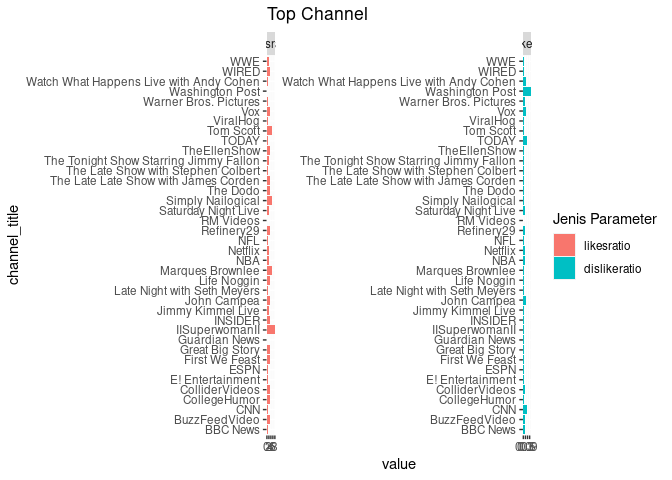 Top Channel
WWE
WIRED
Watch What Happens Live with Andy Cohen
Washington Post
Warner Bros. Pictures
Vox
ViralHog
Tom Scott
TODAY
TheEllenShow
The Tonight Show Starring Jimmy Fallon
The Late Show with Stephen Colbert
The Late Late Show with James Corden
The Dodo
Simply Nailogical
Saturday Night Live
RM Videos
Refinery29
NFL
Netflix
NBA
Marques Brownlee
Life Noggin
Late Night with Seth Meyers
John Campea
Jimmy Kimmel Live
INSIDER
IISuperwomanII
Guardian News
Great Big Story
First We Feast
ESPN
E! Entertainment
ColliderVideos
CollegeHumor
CNN
BuzzFeedVideo
BBC News
WWE
WIRED
Watch What Happens Live with Andy Cohen
Washington Post
Warner Bros. Pictures
Vox
ViralHog
Tom Scott
TODAY
TheEllenShow
The Tonight Show Starring Jimmy Fallon
The Late Show with Stephen Colbert
The Late Late Show with James Corden
The Dodo
Simply Nailogical
Saturday Night Live
RM Videos
Refinery29
NFL
Netflix
NBA
Marques Brownlee
Life Noggin
Late Night with Seth Meyers
John Campea
Jimmy Kimmel Live
INSIDER
IISuperwomanII
Guardian News
Great Big Story
First We Feast
ESPN
E! Entertainment
ColliderVideos
CollegeHumor
CNN
BuzzFeedVideo
BBC News
channel_title
value
Jenis Parameter
likesratio
dislikeratio